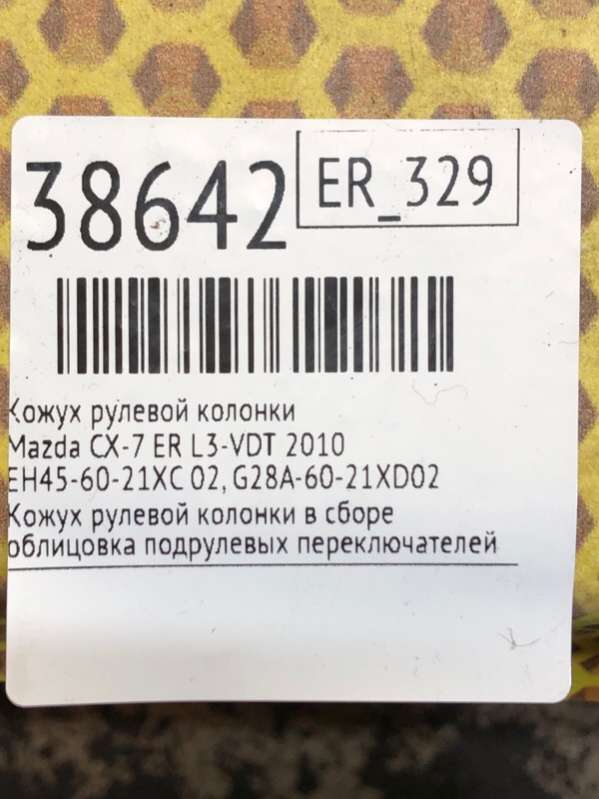 38642
ER_329
Кожух рулевой колонки
Mazda CX-7 ER L3-VDT 2010
EH45-60-21XC 02, G28A-60-21XD02
Кожух рулевой колонки в сборе
облицовка подрулевых переключателей